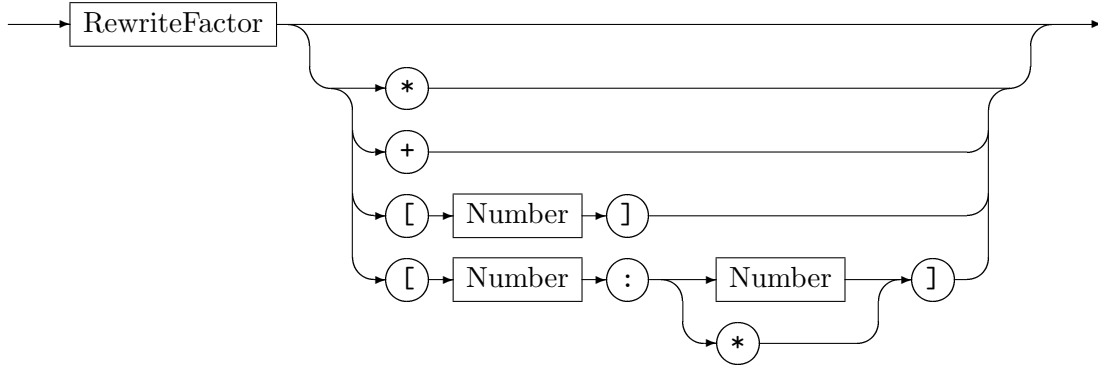 RewriteFactor
*
+
[ Number ]
[ Number : Number ]
*